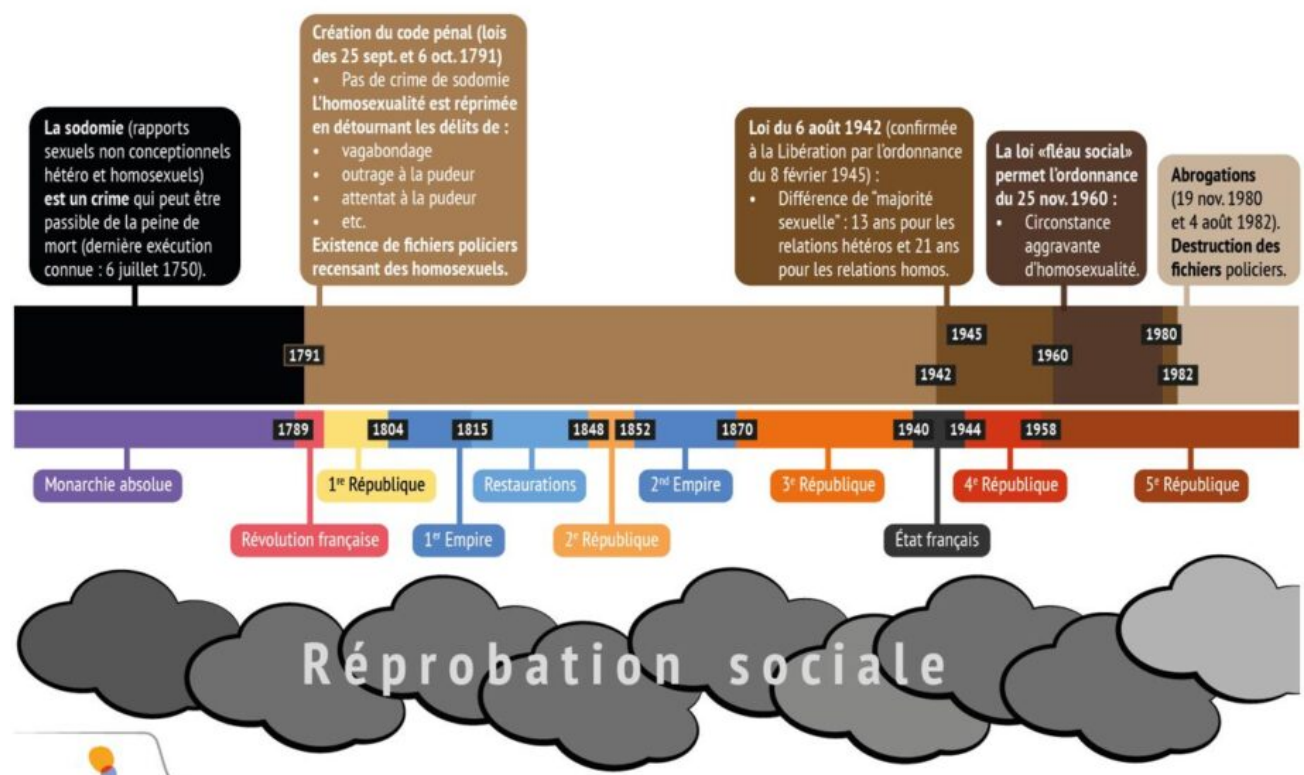 La sodomie (rapports
sexuels non conceptionnels
hétéro et homosexuels)
est un crime qui peut être
passible de la peine de
mort (dernière exécution
connue : 6 juillet 1750).
Création du code pénal (lois
des 25 sept. et 6 oct. 1791)
• Pas de crime de sodomie
L'homosexualité est réprimée
en détournant les délits de :
• vagabondage
• outrage à la pudeur
• attentat à la pudeur
• etc.
Existence de fichiers policiers
recensant des homosexuels.
Loi du 6 août 1942 (confirmée
à la Libération par l'ordonnance
du 8 février 1945) :
• Différence de "majorité
sexuelle" : 13 ans pour les
relations hétéros et 21 ans
pour les relations homos.
La loi «fléau social»
permet l'ordonnance
du 25 nov. 1960 :
• Circonstance
aggravante
d'homosexualité.
Abrogations
(19 nov. 1980
et 4 août 1982).
Destruction des
fichiers policiers.
1791
1942
1945
1960
1980
1982
1789
1804
1815
1848
1852
1870
1940
1944
1958
Monarchie absolue
Révolution française
1re République
1er Empire
Restaurations
2e République
2nd Empire
3e République
État français
4e République
5e République
Réprobation sociale